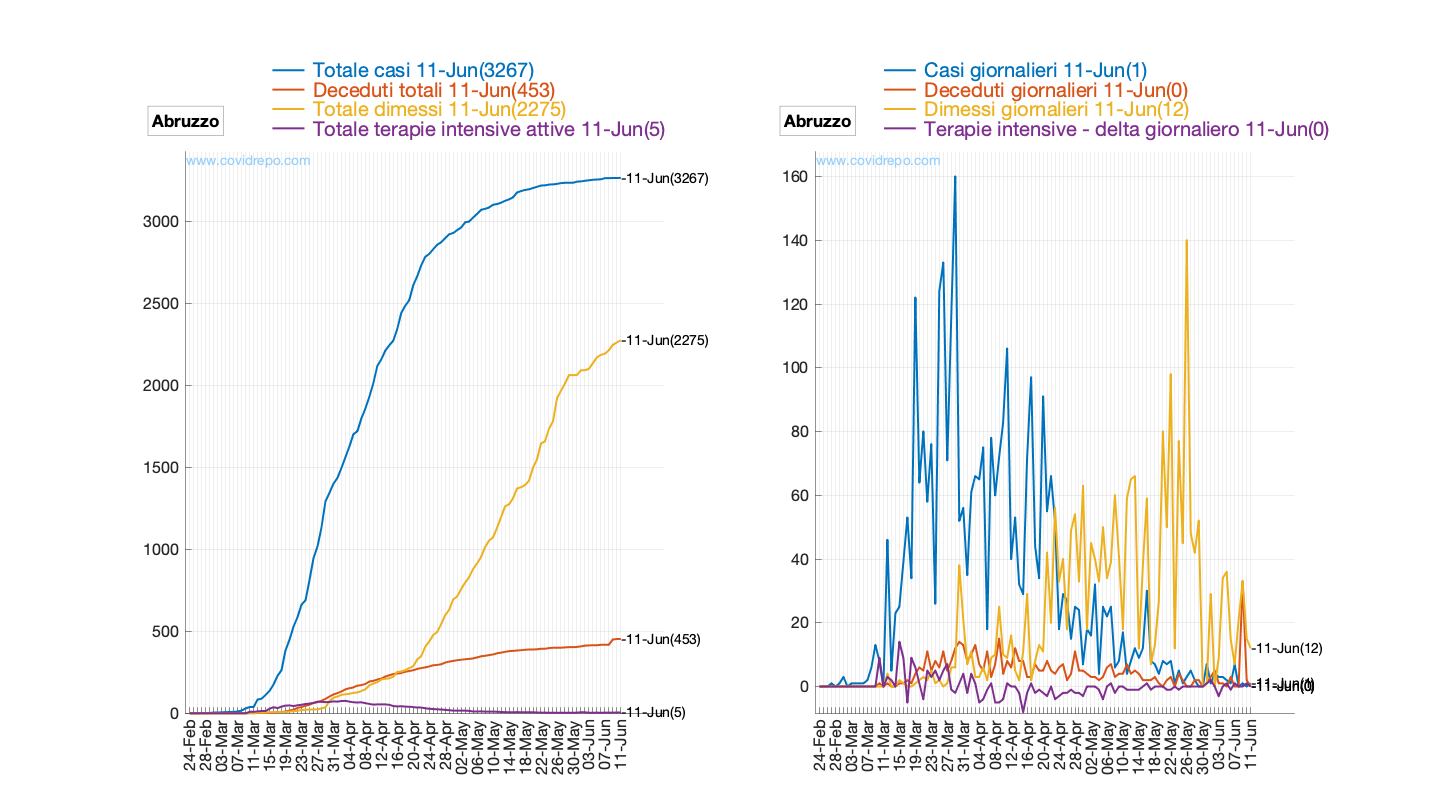 Totale casi 11-Jun(3267)
Deceduti totali 11-Jun(453)
Totale dimessi 11-Jun(2275)
Totale terapie intensive attive 11-Jun(5)
Abruzzo
www.covidrepo.com
3000
2500
2000
1500
1000
500
0
11-Jun(3267)
11-Jun(2275)
11-Jun(453)
11-Jun(5)
24-Feb
28-Feb
03-Mar
07-Mar
11-Mar
15-Mar
19-Mar
23-Mar
27-Mar
31-Mar
04-Apr
08-Apr
12-Apr
16-Apr
20-Apr
24-Apr
28-Apr
02-May
06-May
10-May
14-May
18-May
22-May
26-May
30-May
03-Jun
07-Jun
11-Jun
Casi giornalieri 11-Jun(1)
Deceduti giornalieri 11-Jun(0)
Dimessi giornalieri 11-Jun(12)
Terapie intensive - delta giornaliero 11-Jun(0)
Abruzzo
www.covidrepo.com
160
140
120
100
80
60
40
20
0
11-Jun(12)
11-Jun(1)
11-Jun(0)
24-Feb
28-Feb
03-Mar
07-Mar
11-Mar
15-Mar
19-Mar
23-Mar
27-Mar
31-Mar
04-Apr
08-Apr
12-Apr
16-Apr
20-Apr
24-Apr
28-Apr
02-May
06-May
10-May
14-May
18-May
22-May
26-May
30-May
03-Jun
07-Jun
11-Jun